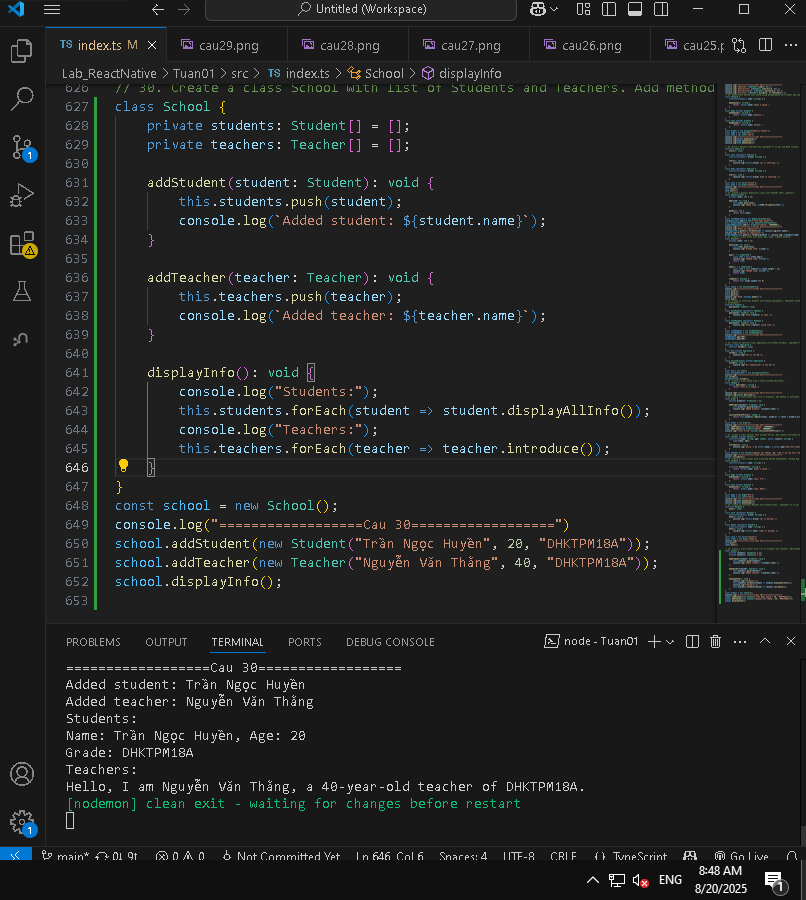 Untitled (Workspace)
TS index.ts M
cau29.png
cau28.png
cau27.png
cau26.png
cau25.p
Lab_ReactNative > Tuan01 > src > TS index.ts > School > displayInfo
626 // 30. Create a class School with list of Students and Teachers. Add method
627 class School {
628 private students: Student[] = [];
629 private teachers: Teacher[] = [];
630
631 addStudent(student: Student): void {
632 this.students.push(student);
633 console.log(`Added student: ${student.name}`);
634 }
635
636 addTeacher(teacher: Teacher): void {
637 this.teachers.push(teacher);
638 console.log(`Added teacher: ${teacher.name}`);
639 }
640
641 displayInfo(): void {
642 console.log("Students:");
643 this.students.forEach(student => student.displayAllInfo());
644 console.log("Teachers:");
645 this.teachers.forEach(teacher => teacher.introduce());
646 }
647 }
648 const school = new School();
649 console.log("==================Cau 30==================")
650 school.addStudent(new Student("Trần Ngọc Huyền", 20, "DHKTPM18A"));
651 school.addTeacher(new Teacher("Nguyễn Văn Thắng", 40, "DHKTPM18A"));
652 school.displayInfo();
653
1
PROBLEMS OUTPUT TERMINAL PORTS DEBUG CONSOLE
node - Tuan01
==================Cau 30==================
Added student: Trần Ngọc Huyền
Added teacher: Nguyễn Văn Thắng
Students:
Name: Trần Ngọc Huyền, Age: 20
Grade: DHKTPM18A
Teachers:
Hello, I am Nguyễn Văn Thắng, a 40-year-old teacher of DHKTPM18A.
[nodemon] clean exit - waiting for changes before restart
1
main* 0↓ 9↑ 0 0 Not Committed Yet Ln 646, Col 6 Spaces: 4 UTF-8 CRLF {} TypeScript Go Live
ENG
8:48 AM
8/20/2025
1